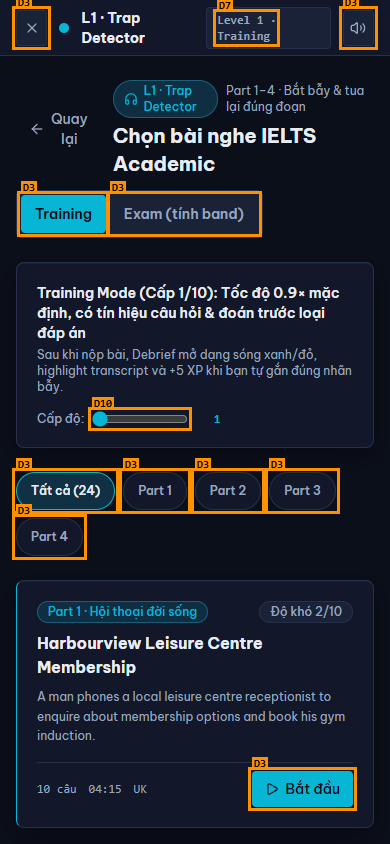 D3
L1 · Trap
Detector
D7
Level 1 ·
Training
D3
Quay
lại
L1 · Trap
Detector
Part 1–4 · Bắt bẫy & tua
lại đúng đoạn
Chọn bài nghe IELTS
Academic
D3
Training
D3
Exam (tính band)
Training Mode (Cấp 1/10): Tốc độ 0.9× mặc
định, có tín hiệu câu hỏi & đoán trước loại
đáp án
Sau khi nộp bài, Debrief mở dạng sóng xanh/đỏ,
highlight transcript và +5 XP khi bạn tự gắn đúng nhãn
bẫy.
D10
Cấp độ:
1
D3
Tất cả (24)
D3
Part 1
D3
Part 2
D3
Part 3
D3
Part 4
Part 1 · Hội thoại đời sống
Độ khó 2/10
Harbourview Leisure Centre
Membership
A man phones a local leisure centre receptionist to
enquire about membership options and book his gym
induction.
10 câu 04:15 UK
D3
Bắt đầu